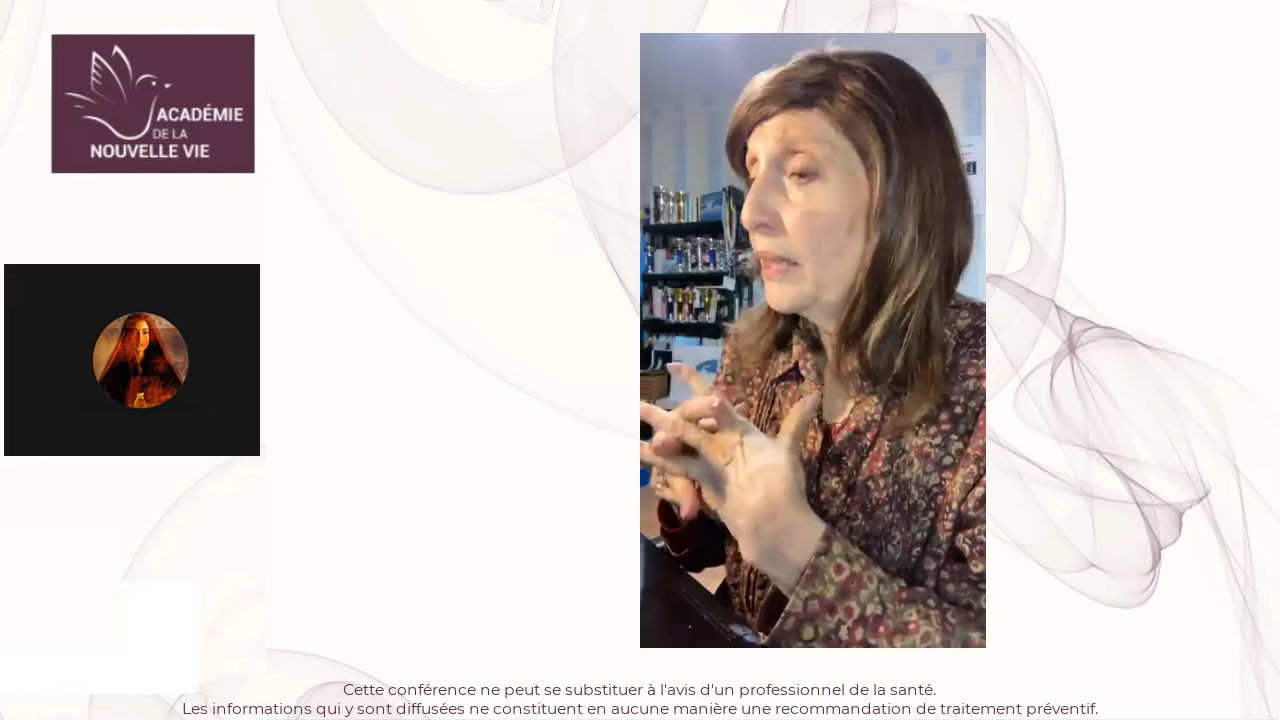 ACADÉMIE
DE LA
NOUVELLE VIE
Cette conférence ne peut se substituer à l'avis d'un professionnel de la santé.
Les informations qui y sont diffusées ne constituent en aucune manière une recommandation de traitement préventif.